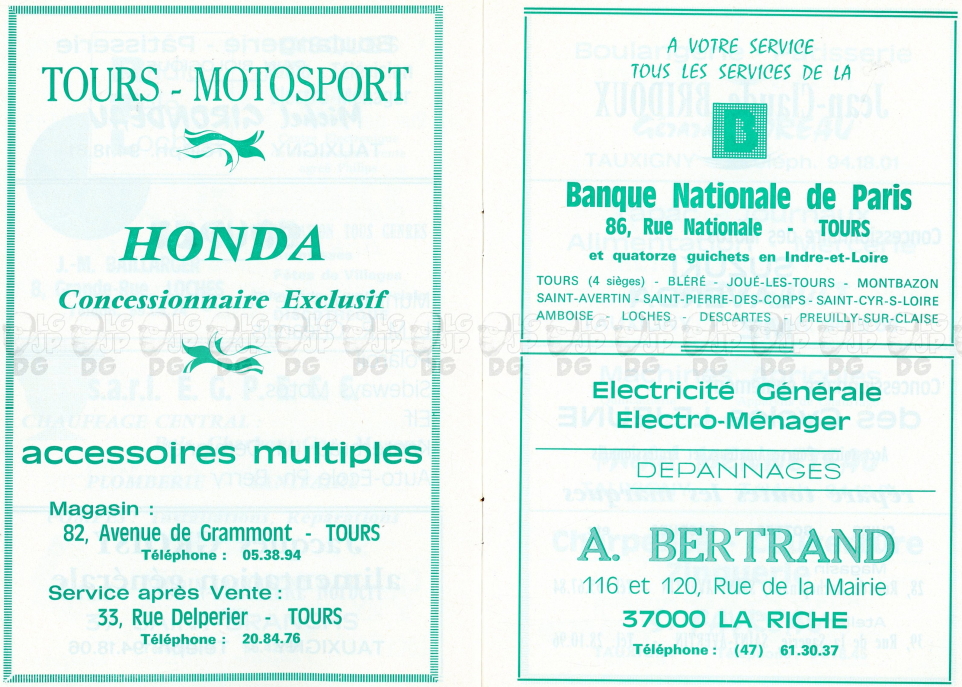 TOURS - MOTOSPORT
HONDA
Concessionnaire Exclusif
accessoires multiples
Magasin :
82, Avenue de Grammont - TOURS
Téléphone : 05.38.94
Service après Vente :
33, Rue Delperier - TOURS
Téléphone : 20.84.76
A VOTRE SERVICE
TOUS LES SERVICES DE LA
B
Banque Nationale de Paris
86, Rue Nationale - TOURS
et quatorze guichets en Indre-et-Loire
TOURS (4 sièges) - BLÉRÉ - JOUÉ-LES-TOURS - MONTBAZON
SAINT-AVERTIN - SAINT-PIERRE-DES-CORPS - SAINT-CYR-S-LOIRE
AMBOISE - LOCHES - DESCARTES - PREUILLY-SUR-CLAISE
Electricité Générale
Electro-Ménager
DEPANNAGES
A. BERTRAND
116 et 120, Rue de la Mairie
37000 LA RICHE
Téléphone : (47) 61.30.37